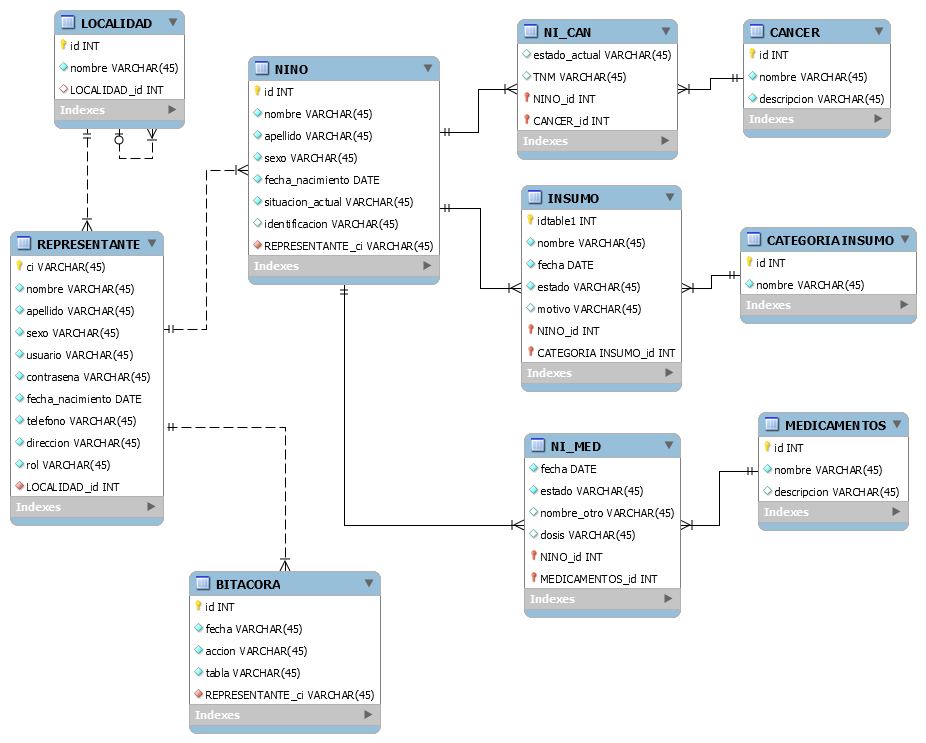 LOCALIDAD
id INT
nombre VARCHAR(45)
LOCALIDAD_id INT
Indexes
NINO
id INT
nombre VARCHAR(45)
apellido VARCHAR(45)
sexo VARCHAR(45)
fecha_nacimiento DATE
situacion_actual VARCHAR(45)
identificacion VARCHAR(45)
REPRESENTANTE_ci VARCHAR(45)
Indexes
NI_CAN
estado_actual VARCHAR(45)
TNM VARCHAR(45)
NINO_id INT
CANCER_id INT
Indexes
CANCER
id INT
nombre VARCHAR(45)
descripcion VARCHAR(45)
Indexes
REPRESENTANTE
ci VARCHAR(45)
nombre VARCHAR(45)
apellido VARCHAR(45)
sexo VARCHAR(45)
usuario VARCHAR(45)
contrasena VARCHAR(45)
fecha_nacimiento DATE
telefono VARCHAR(45)
direccion VARCHAR(45)
rol VARCHAR(45)
LOCALIDAD_id INT
Indexes
INSUMO
idtable1 INT
nombre VARCHAR(45)
fecha DATE
estado VARCHAR(45)
motivo VARCHAR(45)
NINO_id INT
CATEGORIA INSUMO_id INT
Indexes
CATEGORIA INSUMO
id INT
nombre VARCHAR(45)
Indexes
NI_MED
fecha DATE
estado VARCHAR(45)
nombre_otro VARCHAR(45)
dosis VARCHAR(45)
NINO_id INT
MEDICAMENTOS_id INT
Indexes
MEDICAMENTOS
id INT
nombre VARCHAR(45)
descripcion VARCHAR(45)
Indexes
BITACORA
id INT
fecha VARCHAR(45)
accion VARCHAR(45)
tabla VARCHAR(45)
REPRESENTANTE_ci VARCHAR(45)
Indexes